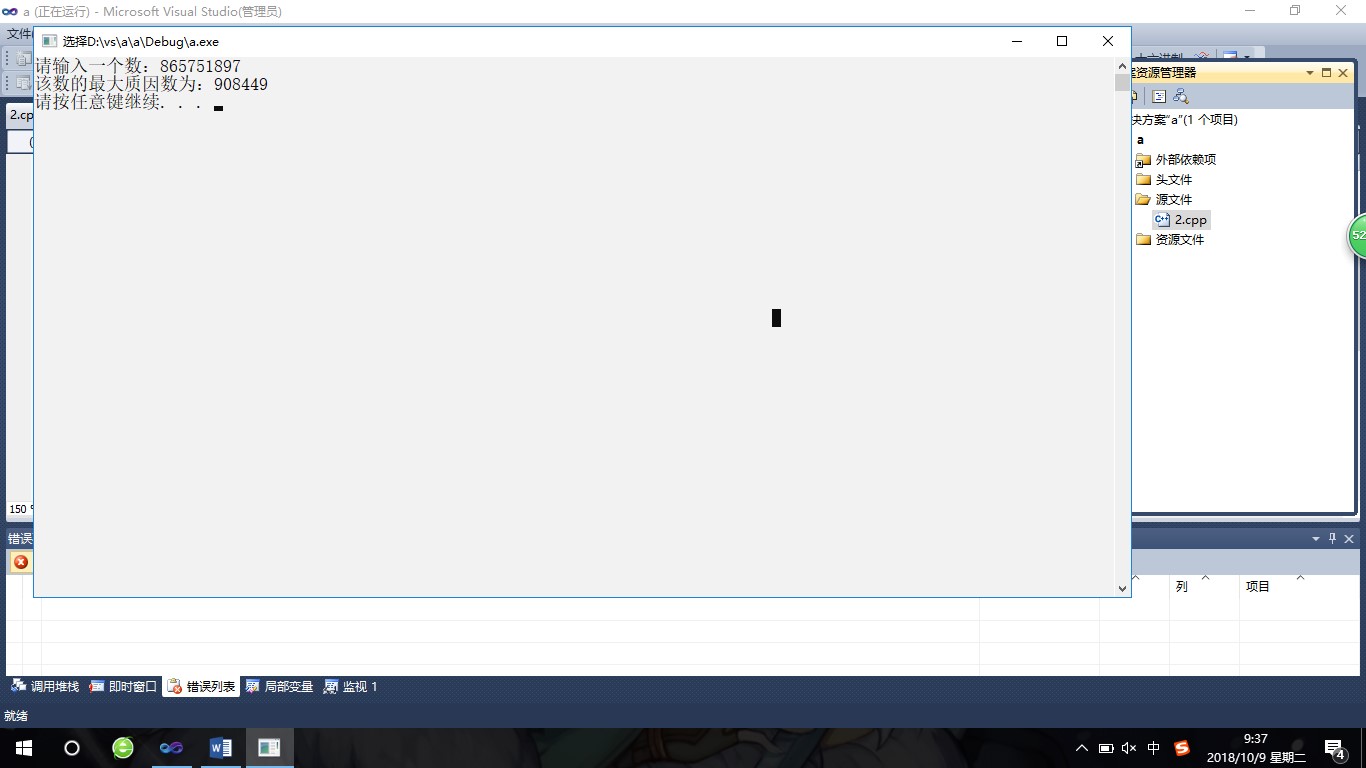 a (正在运行) - Microsoft Visual Studio(管理员)
文件(
选择D:\vs\a\a\Debug\a.exe
请输入一个数：865751897
该数的最大质因数为：908449
请按任意键继续. . .
十六进制
资源管理器
决方案"a"(1 个项目)
a
外部依赖项
头文件
源文件
2.cpp
资源文件
52
2.cp
150 %
错误
列
项目
调用堆栈 即时窗口 错误列表 局部变量 监视 1
就绪
中
9:37
2018/10/9 星期二
4